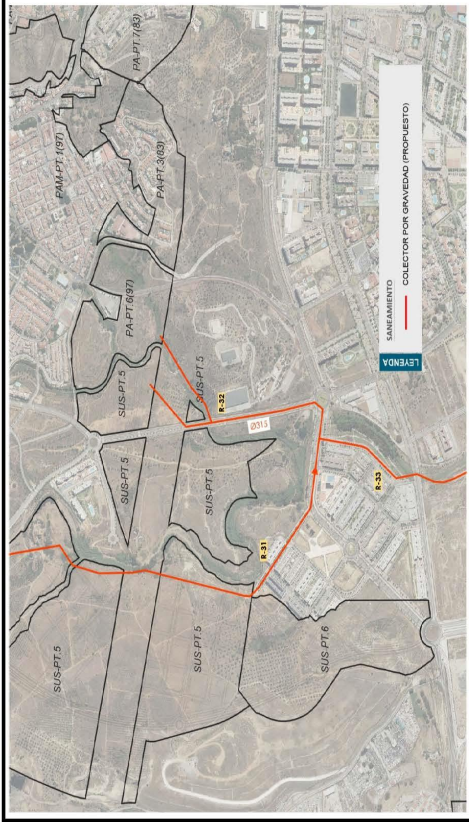 PA-PT.7(83)
PAM-PT.1(97)
PA-PT.3(83)
PA-PT.6(97)
SUS-PT.5
SUS-PT.5
R-32
Ø315
SUS-PT.5
SUS-PT.5
R-31
R-33
SUS-PT.5
SUS-PT.5
SUS-PT.6
LEYENDA
SANEAMIENTO
COLECTOR POR GRAVEDAD (PROPUESTO)